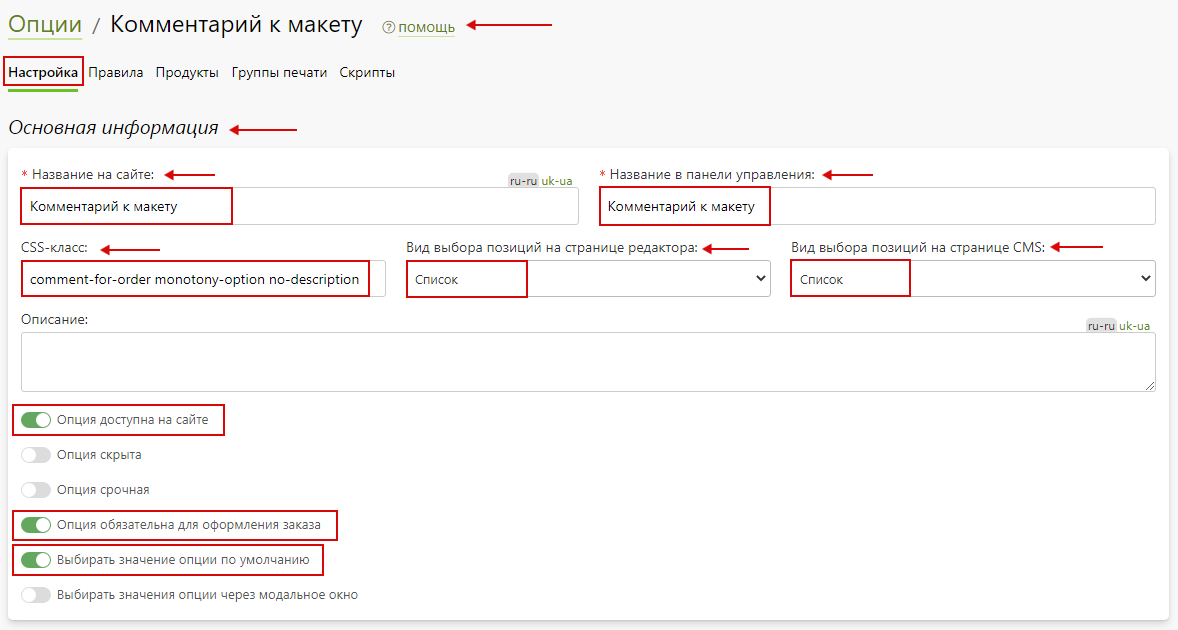 Опции / Комментарий к макету ? помощь
Настройка Правила Продукты Группы печати Скрипты
Основная информация
* Название на сайте: ru-ru uk-ua * Название в панели управления:
Комментарий к макету Комментарий к макету
CSS-класс: Вид выбора позиций на странице редактора: Вид выбора позиций на странице CMS:
comment-for-order monotony-option no-description Список Список
Описание: ru-ru uk-ua
Опция доступна на сайте
Опция скрыта
Опция срочная
Опция обязательна для оформления заказа
Выбирать значение опции по умолчанию
Выбирать значения опции через модальное окно